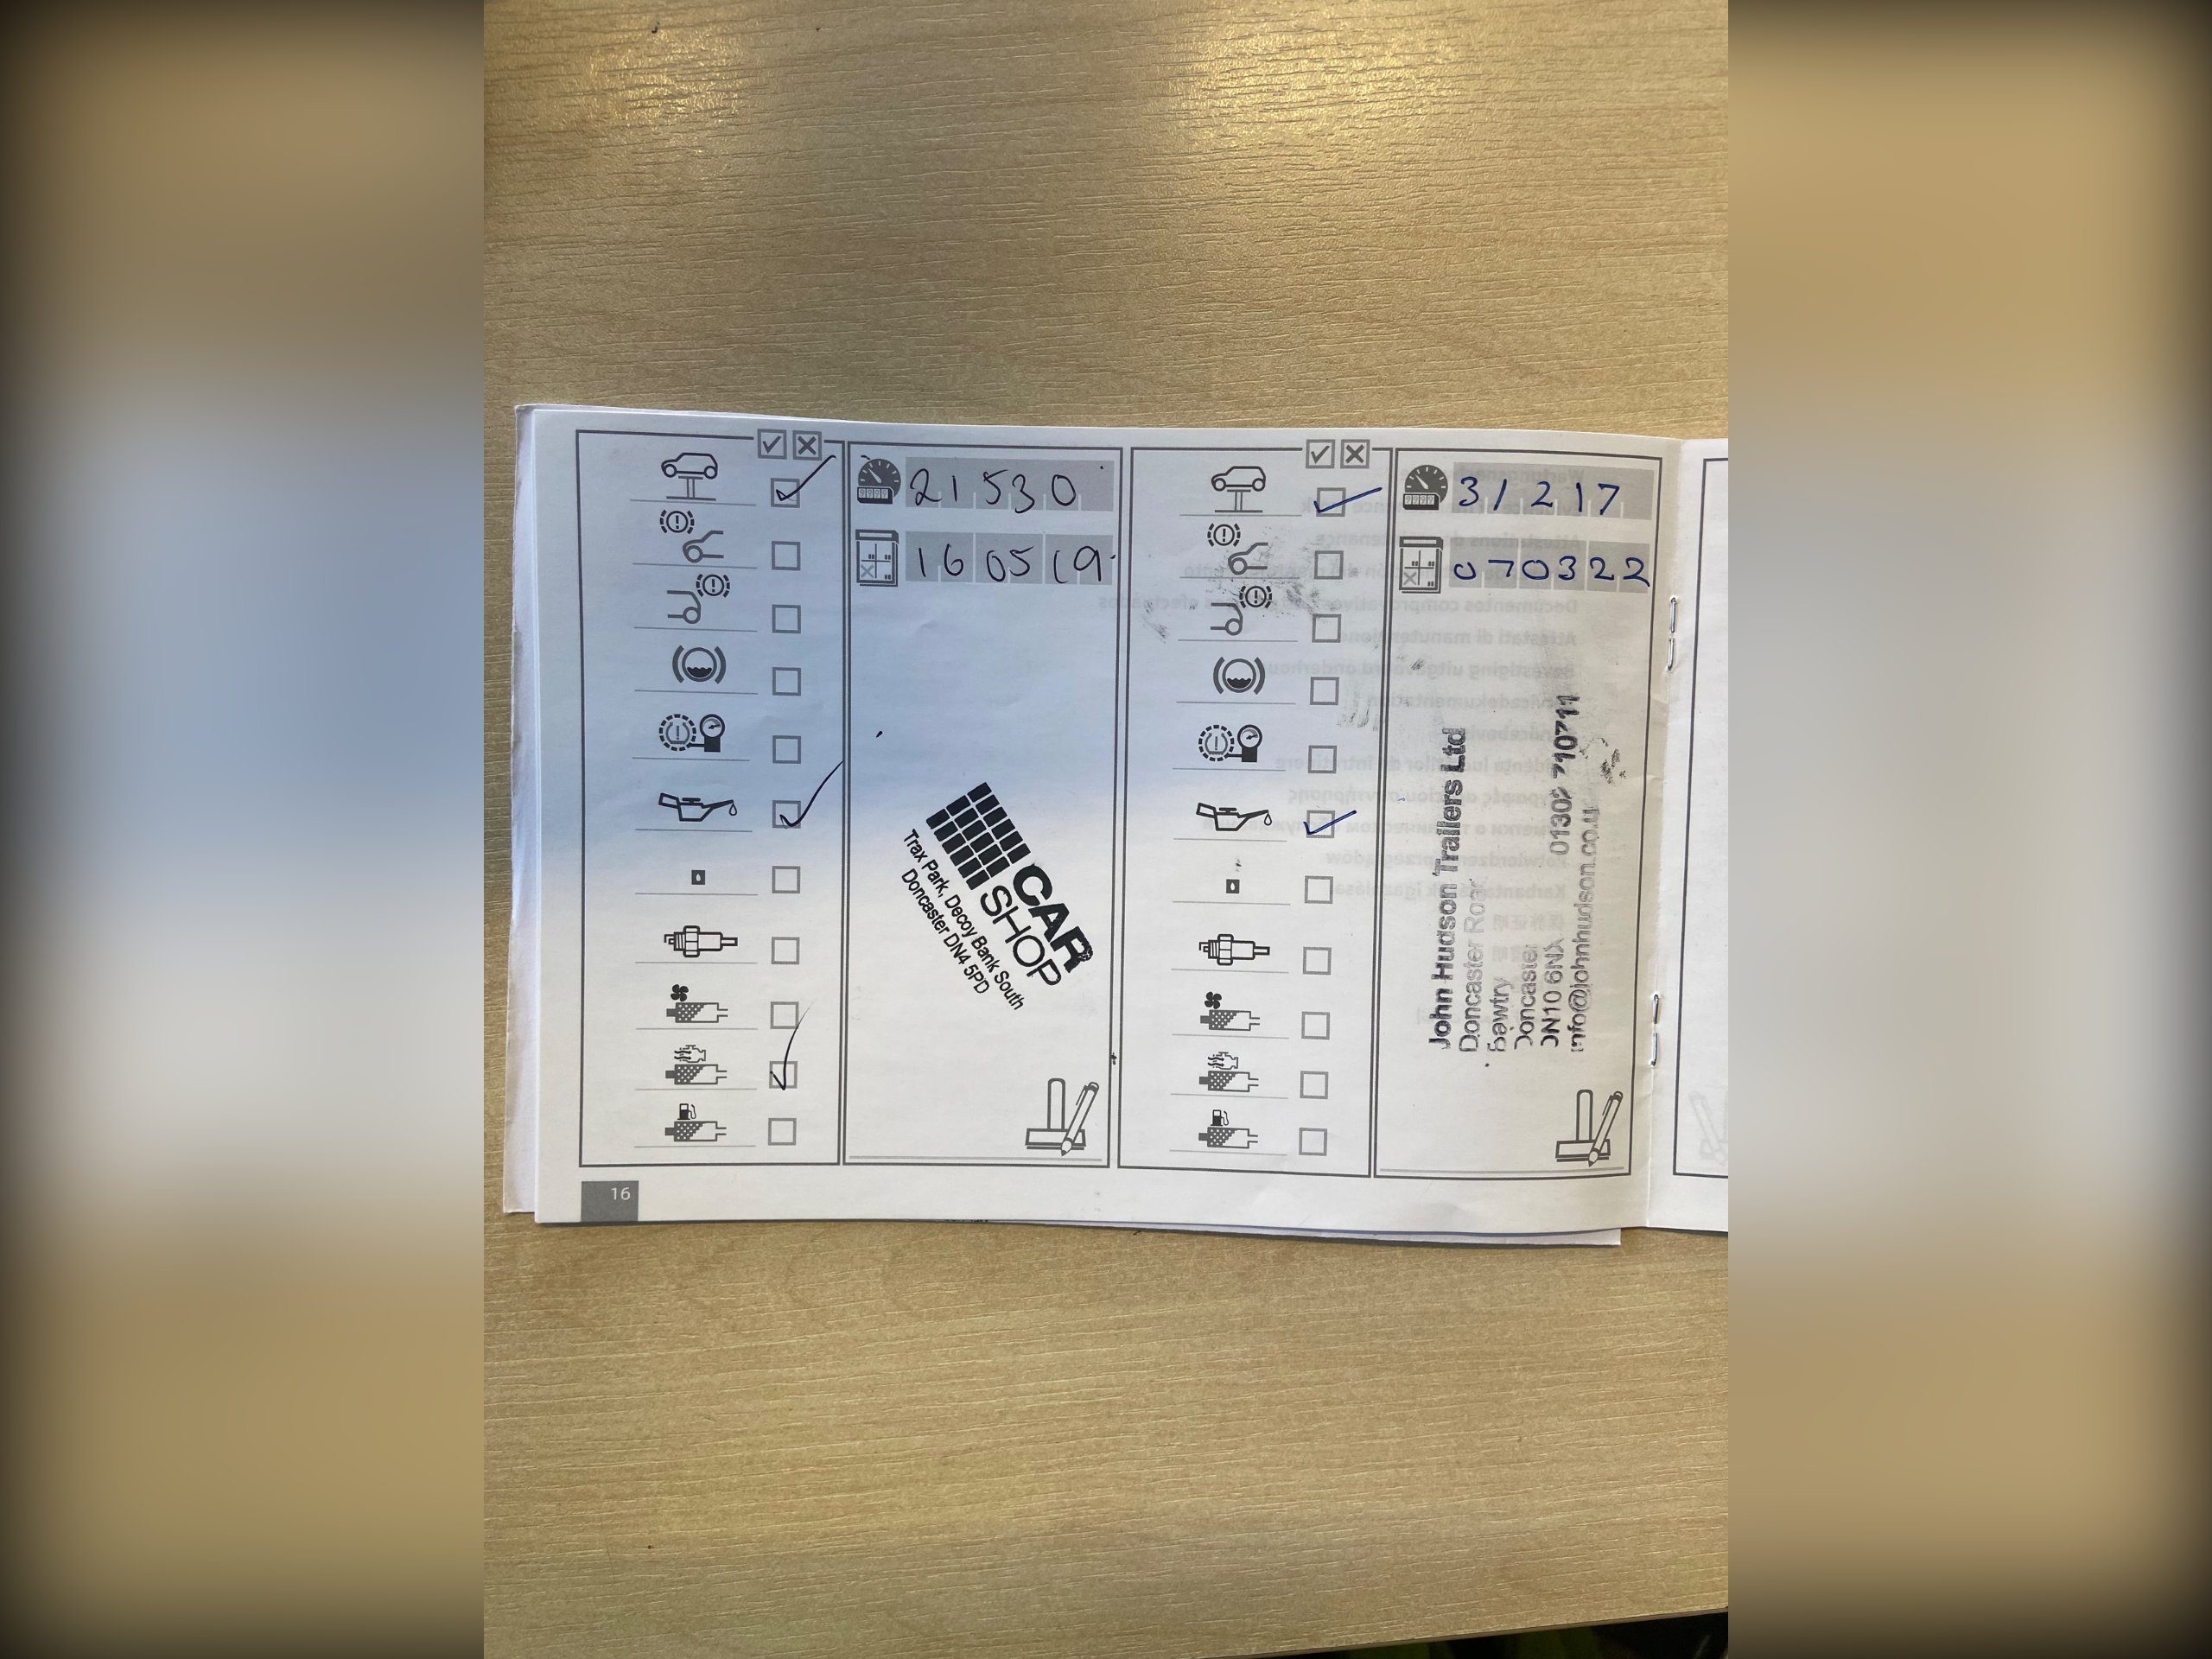 21530
160519
CAR
SHOP
Trax Park, Decoy Bank South
Doncaster DN4 5PD
31217
070322
John Hudson Trailers Ltd
Doncaster Road
Bawtry
Doncaster
DN10 6NX 01302 710711
info@johnhudson.co.u
16